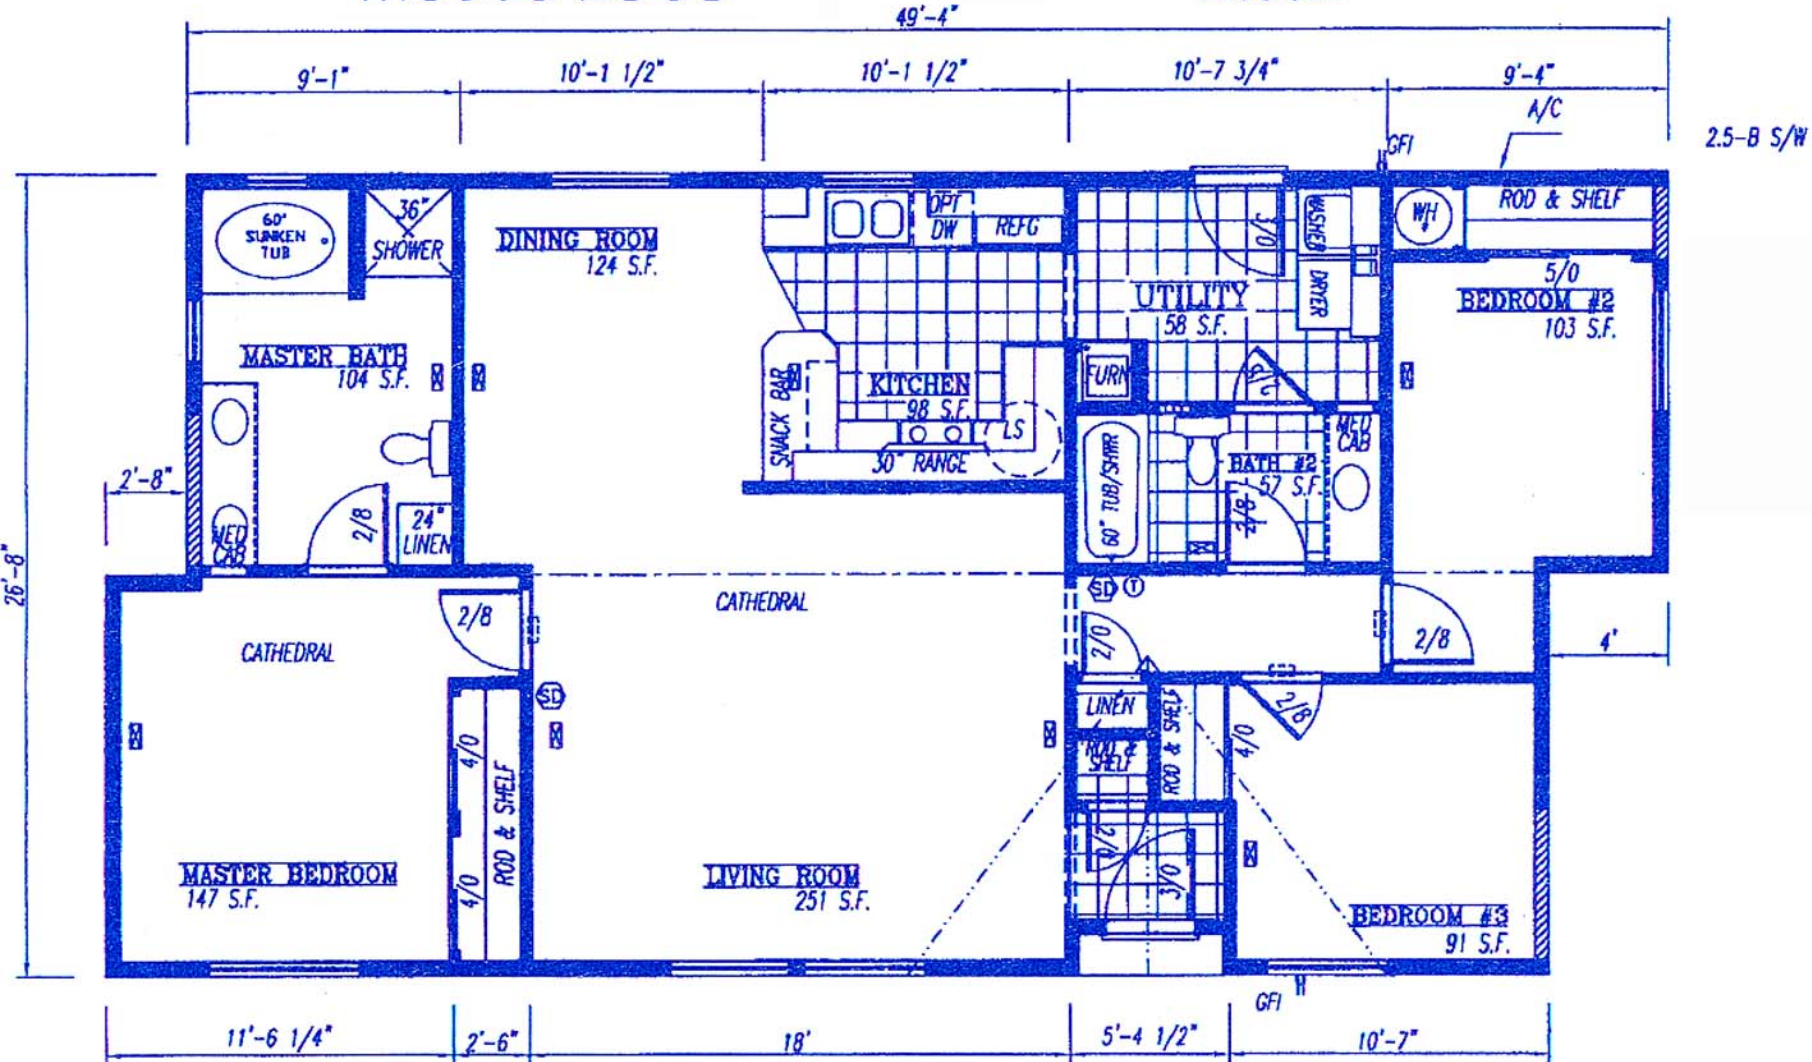 49'-4"
9'-1"
10'-1 1/2"
10'-1 1/2"
10'-7 3/4"
9'-4"
A/C
2.5-B S/W
GFI
60"
SUNKEN
TUB
36"
SHOWER
DINING ROOM
124 S.F.
OPT
DW
REFG
3/0
WASHER
DRYER
WH
ROD & SHELF
5/0
BEDROOM #2
103 S.F.
UTILITY
58 S.F.
MASTER BATH
104 S.F.
SNACK BAR
KITCHEN
98 S.F.
LS
30" RANGE
FURN
MED
CAB
BATH #2
57 S.F.
60" TUB/SHWR
2/8
2'-8"
26'-8"
MED
CAB
2/8
24"
LINEN
2/8
CATHEDRAL
CATHEDRAL
SD
T
2/0
2/8
4'
SD
LINEN
ROD &
SHELF
ROD & SHELF
4/0
2/8
4/0
4/0
ROD & SHELF
MASTER BEDROOM
147 S.F.
LIVING ROOM
251 S.F.
2/0
3/0
BEDROOM #3
91 S.F.
GFI
11'-6 1/4"
2'-6"
18'
5'-4 1/2"
10'-7"